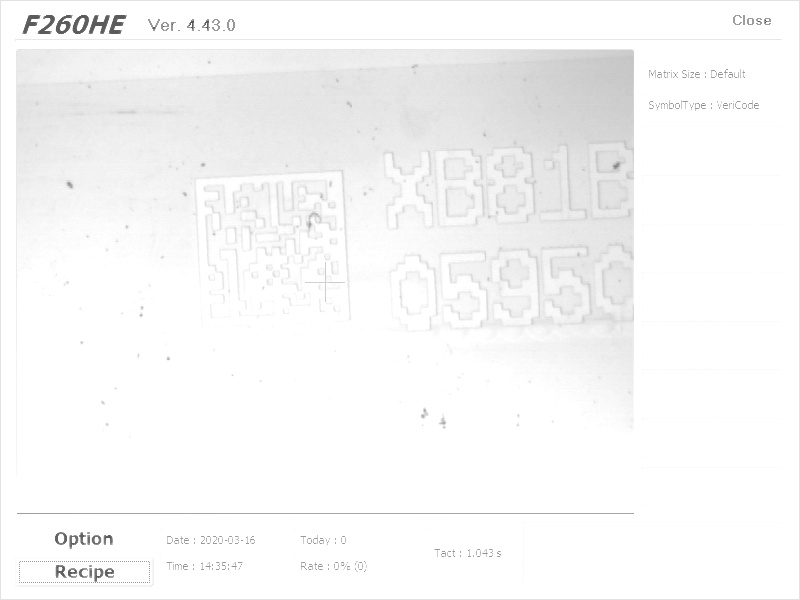 F260HE Ver. 4.43.0
Close
Matrix Size : Default
SymbolType : VeriCode
XB81B
05950
Option
Recipe
Date : 2020-03-16
Time : 14:35:47
Today : 0
Rate : 0% (0)
Tact : 1.043 s